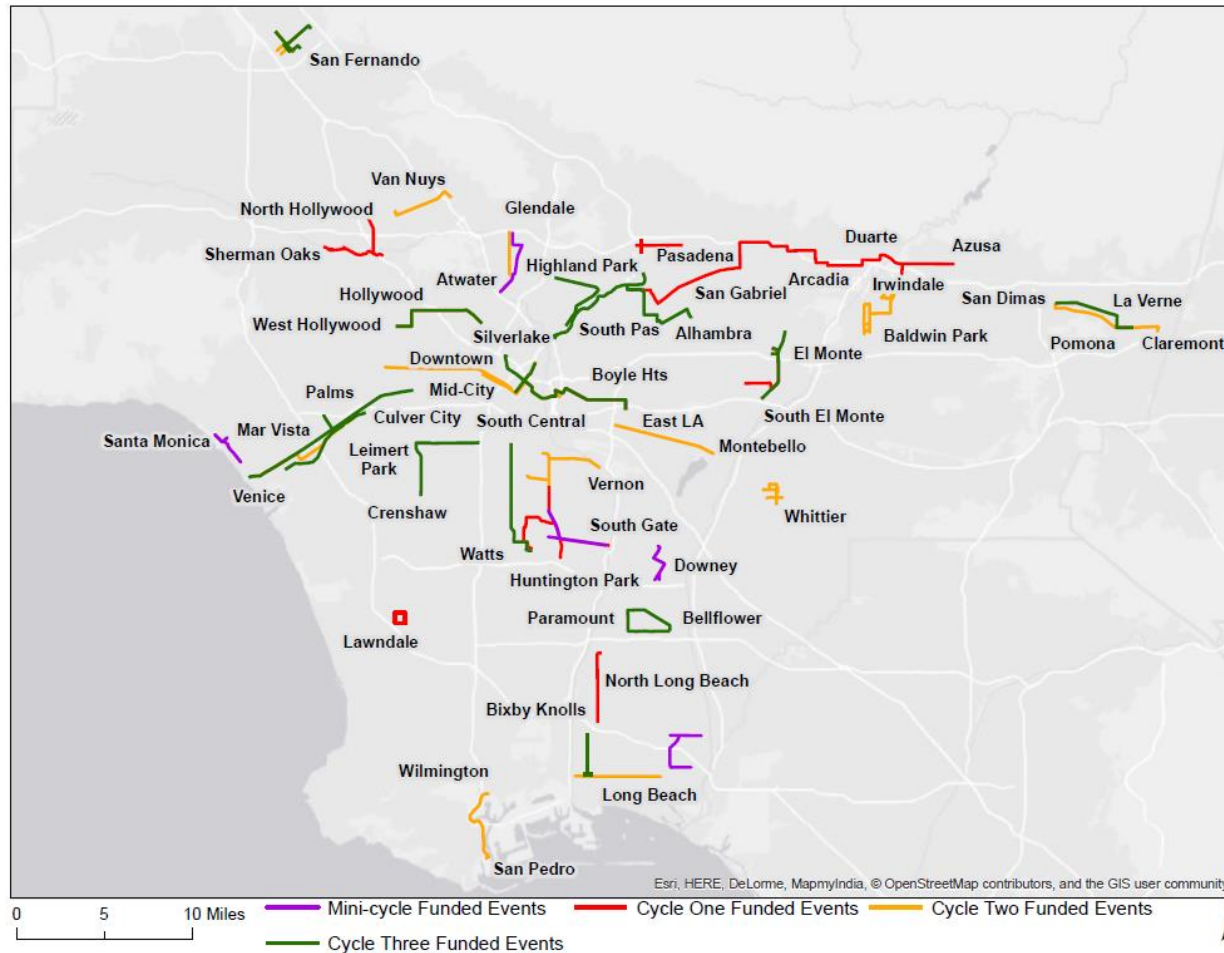 San Fernando
Van Nuys
North Hollywood
Glendale
Sherman Oaks
Pasadena
Duarte
Azusa
Highland Park
Atwater
Arcadia
Irwindale
Hollywood
San Gabriel
San Dimas
La Verne
West Hollywood
Silverlake
South Pas
Alhambra
Baldwin Park
Pomona
Claremont
Downtown
El Monte
Boyle Hts
Palms
Mid-City
South El Monte
Culver City
South Central
East LA
Mar Vista
Santa Monica
Leimert
Park
Montebello
Venice
Vernon
Crenshaw
Whittier
South Gate
Watts
Downey
Huntington Park
Paramount
Bellflower
Lawndale
North Long Beach
Bixby Knolls
Wilmington
Long Beach
San Pedro
Esri, HERE, DeLorme, MapmyIndia, © OpenStreetMap contributors, and the GIS user community
0 5 10 Miles
Mini-cycle Funded Events
Cycle One Funded Events
Cycle Two Funded Events
Cycle Three Funded Events